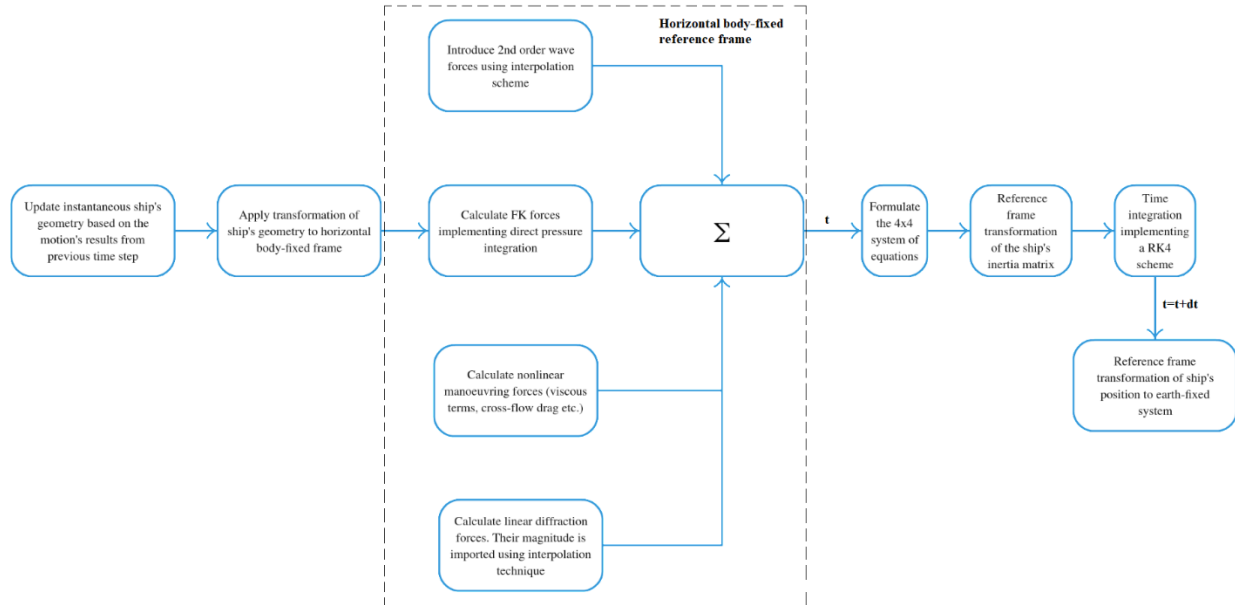 Horizontal body-fixed
reference frame
Introduce 2nd order wave
forces using interpolation
scheme
Update instantaneous ship's
geometry based on the
motion's results from
previous time step
Apply transformation of
ship's geometry to horizontal
body-fixed frame
Calculate FK forces
implementing direct pressure
integration
Σ
t
Formulate
the 4x4
system of
equations
Reference
frame
transformation
of the ship's
inertia matrix
Time
integration
implementing
a RK4
scheme
t=t+dt
Reference frame
transformation of ship's
position to earth-fixed
system
Calculate nonlinear
manoeuvring forces (viscous
terms, cross-flow drag etc.)
Calculate linear diffraction
forces. Their magnitude is
imported using interpolation
technique